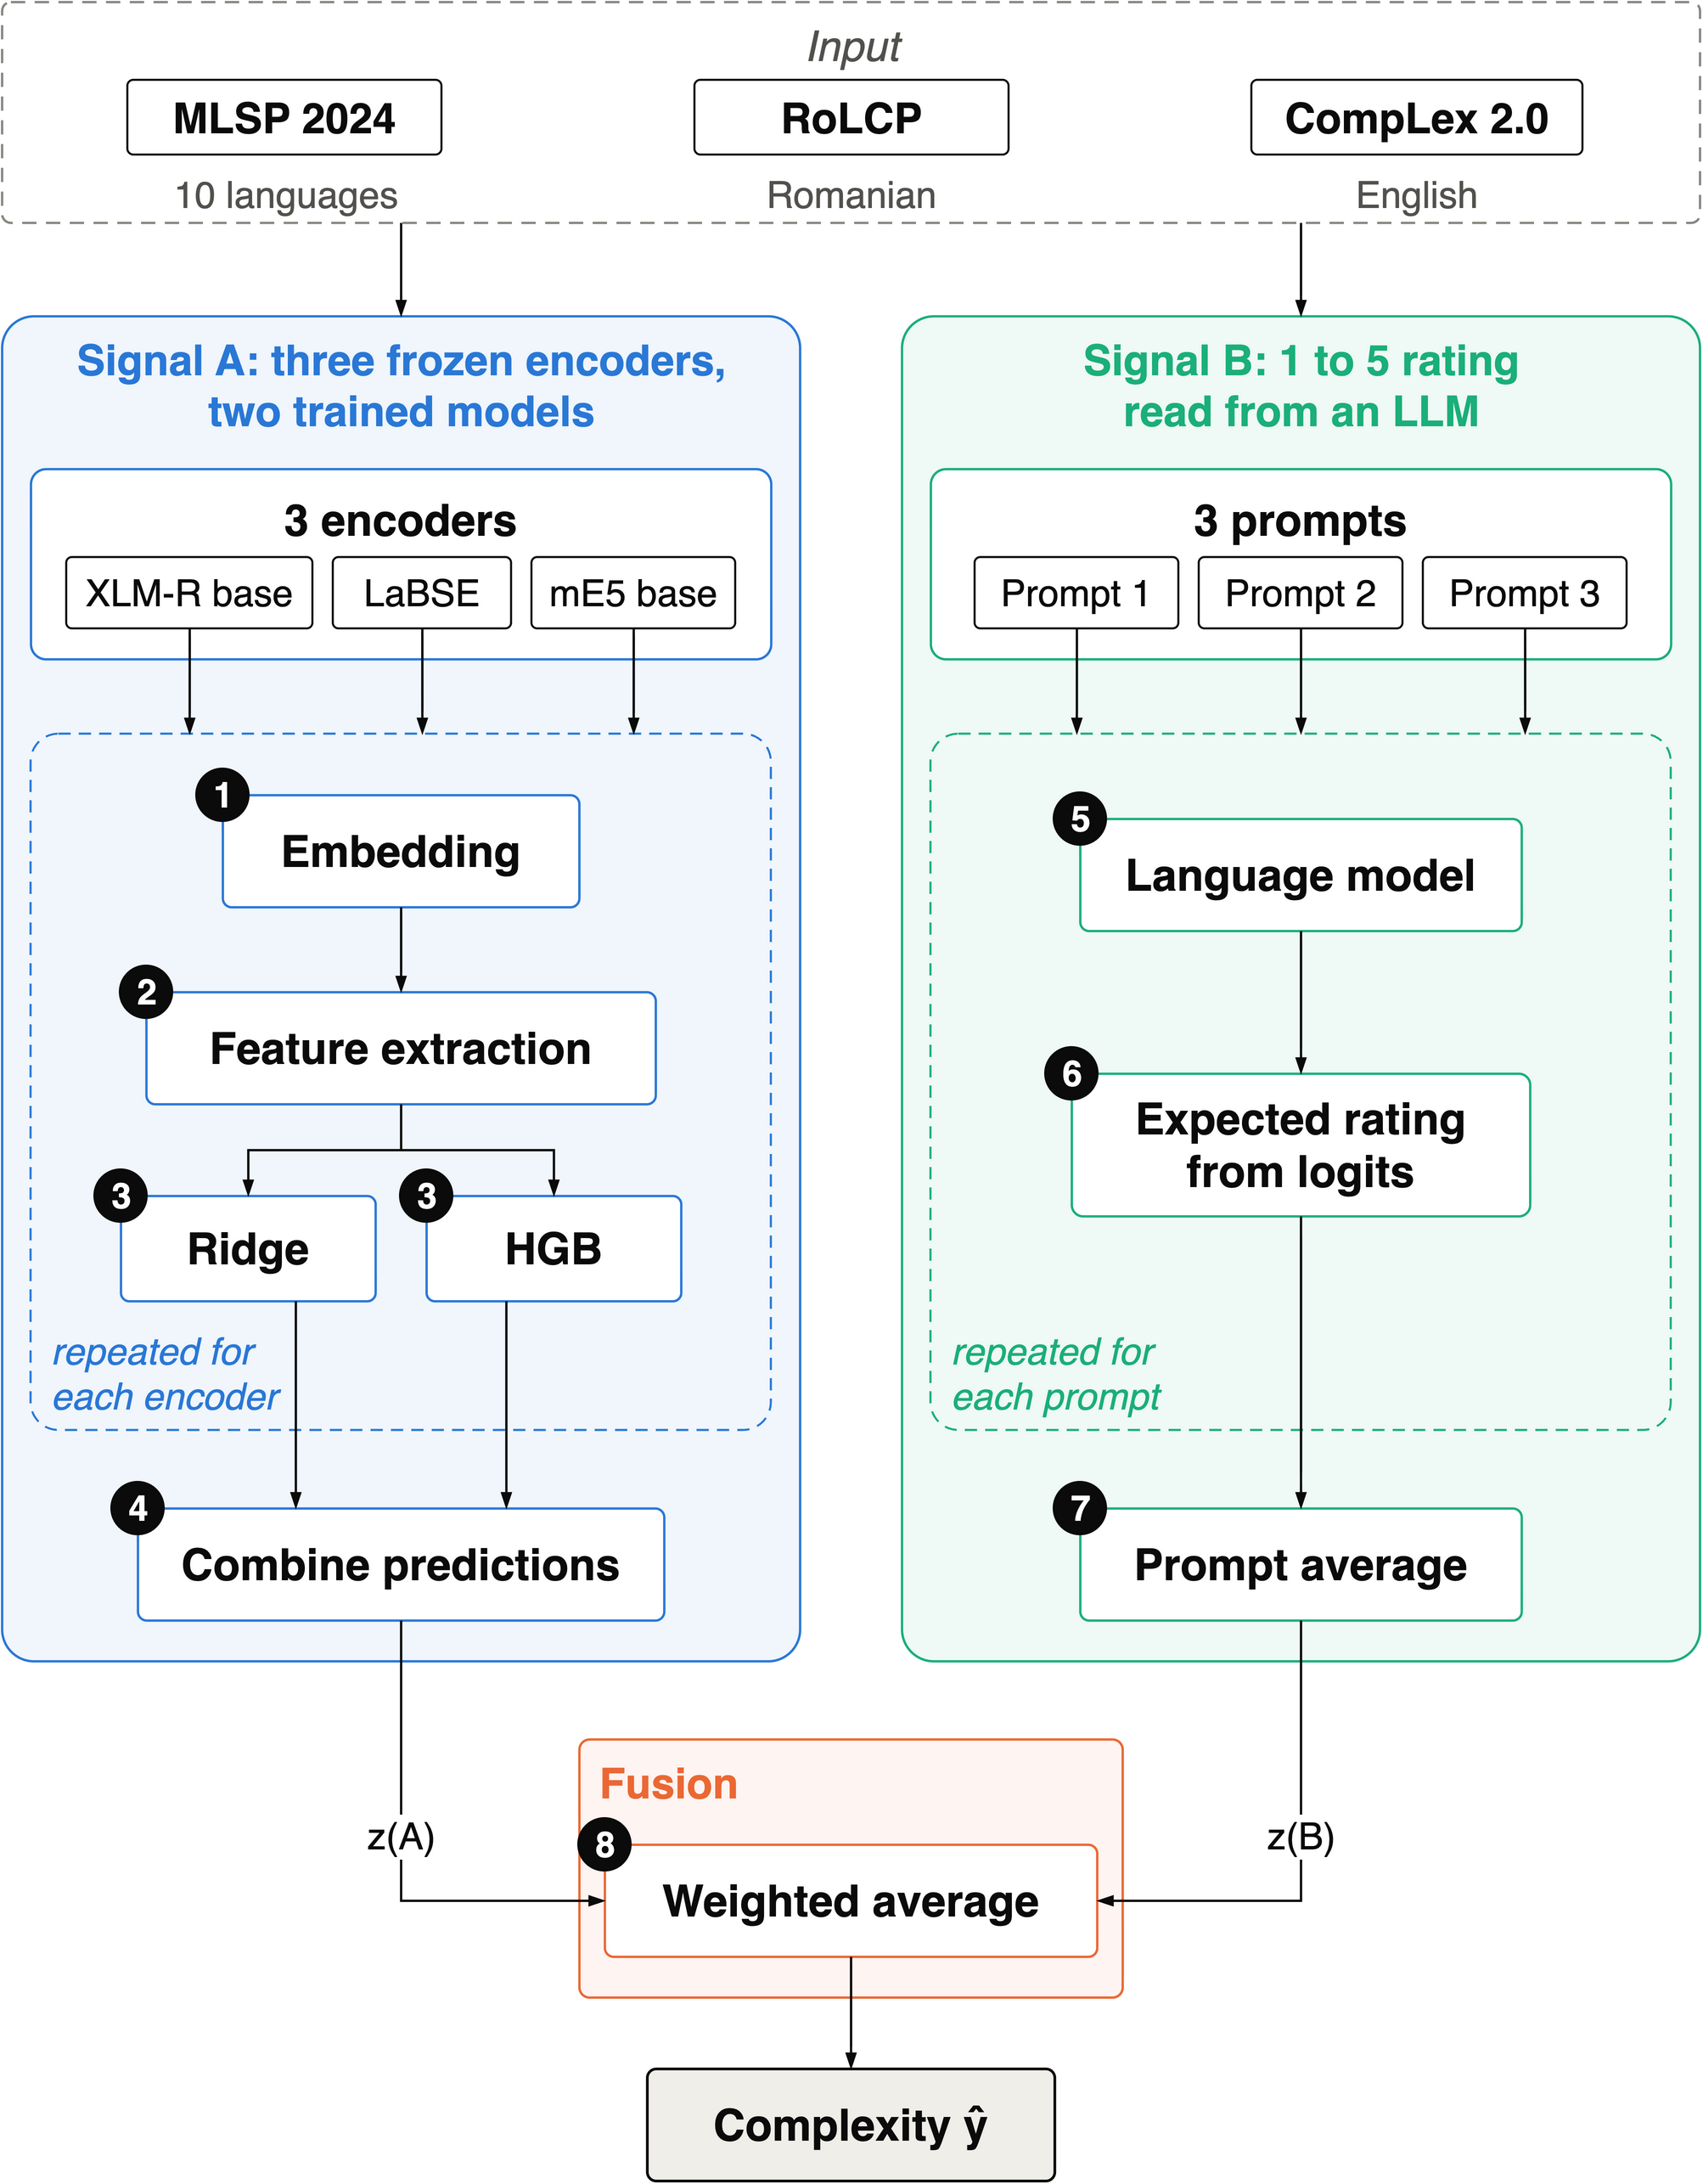 Input
MLSP 2024
RoLCP
CompLex 2.0
10 languages
Romanian
English
Signal A: three frozen encoders,
two trained models
3 encoders
XLM-R base
LaBSE
mE5 base
1
Embedding
2
Feature extraction
3
Ridge
3
HGB
repeated for
each encoder
4
Combine predictions
Signal B: 1 to 5 rating
read from an LLM
3 prompts
Prompt 1
Prompt 2
Prompt 3
5
Language model
6
Expected rating
from logits
repeated for
each prompt
7
Prompt average
z(A)
z(B)
Fusion
8
Weighted average
Complexity ŷ